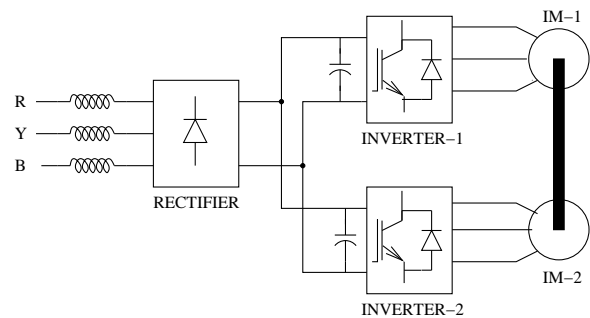 IM−1
R
Y
B
INVERTER−1
RECTIFIER
IM−2
INVERTER−2